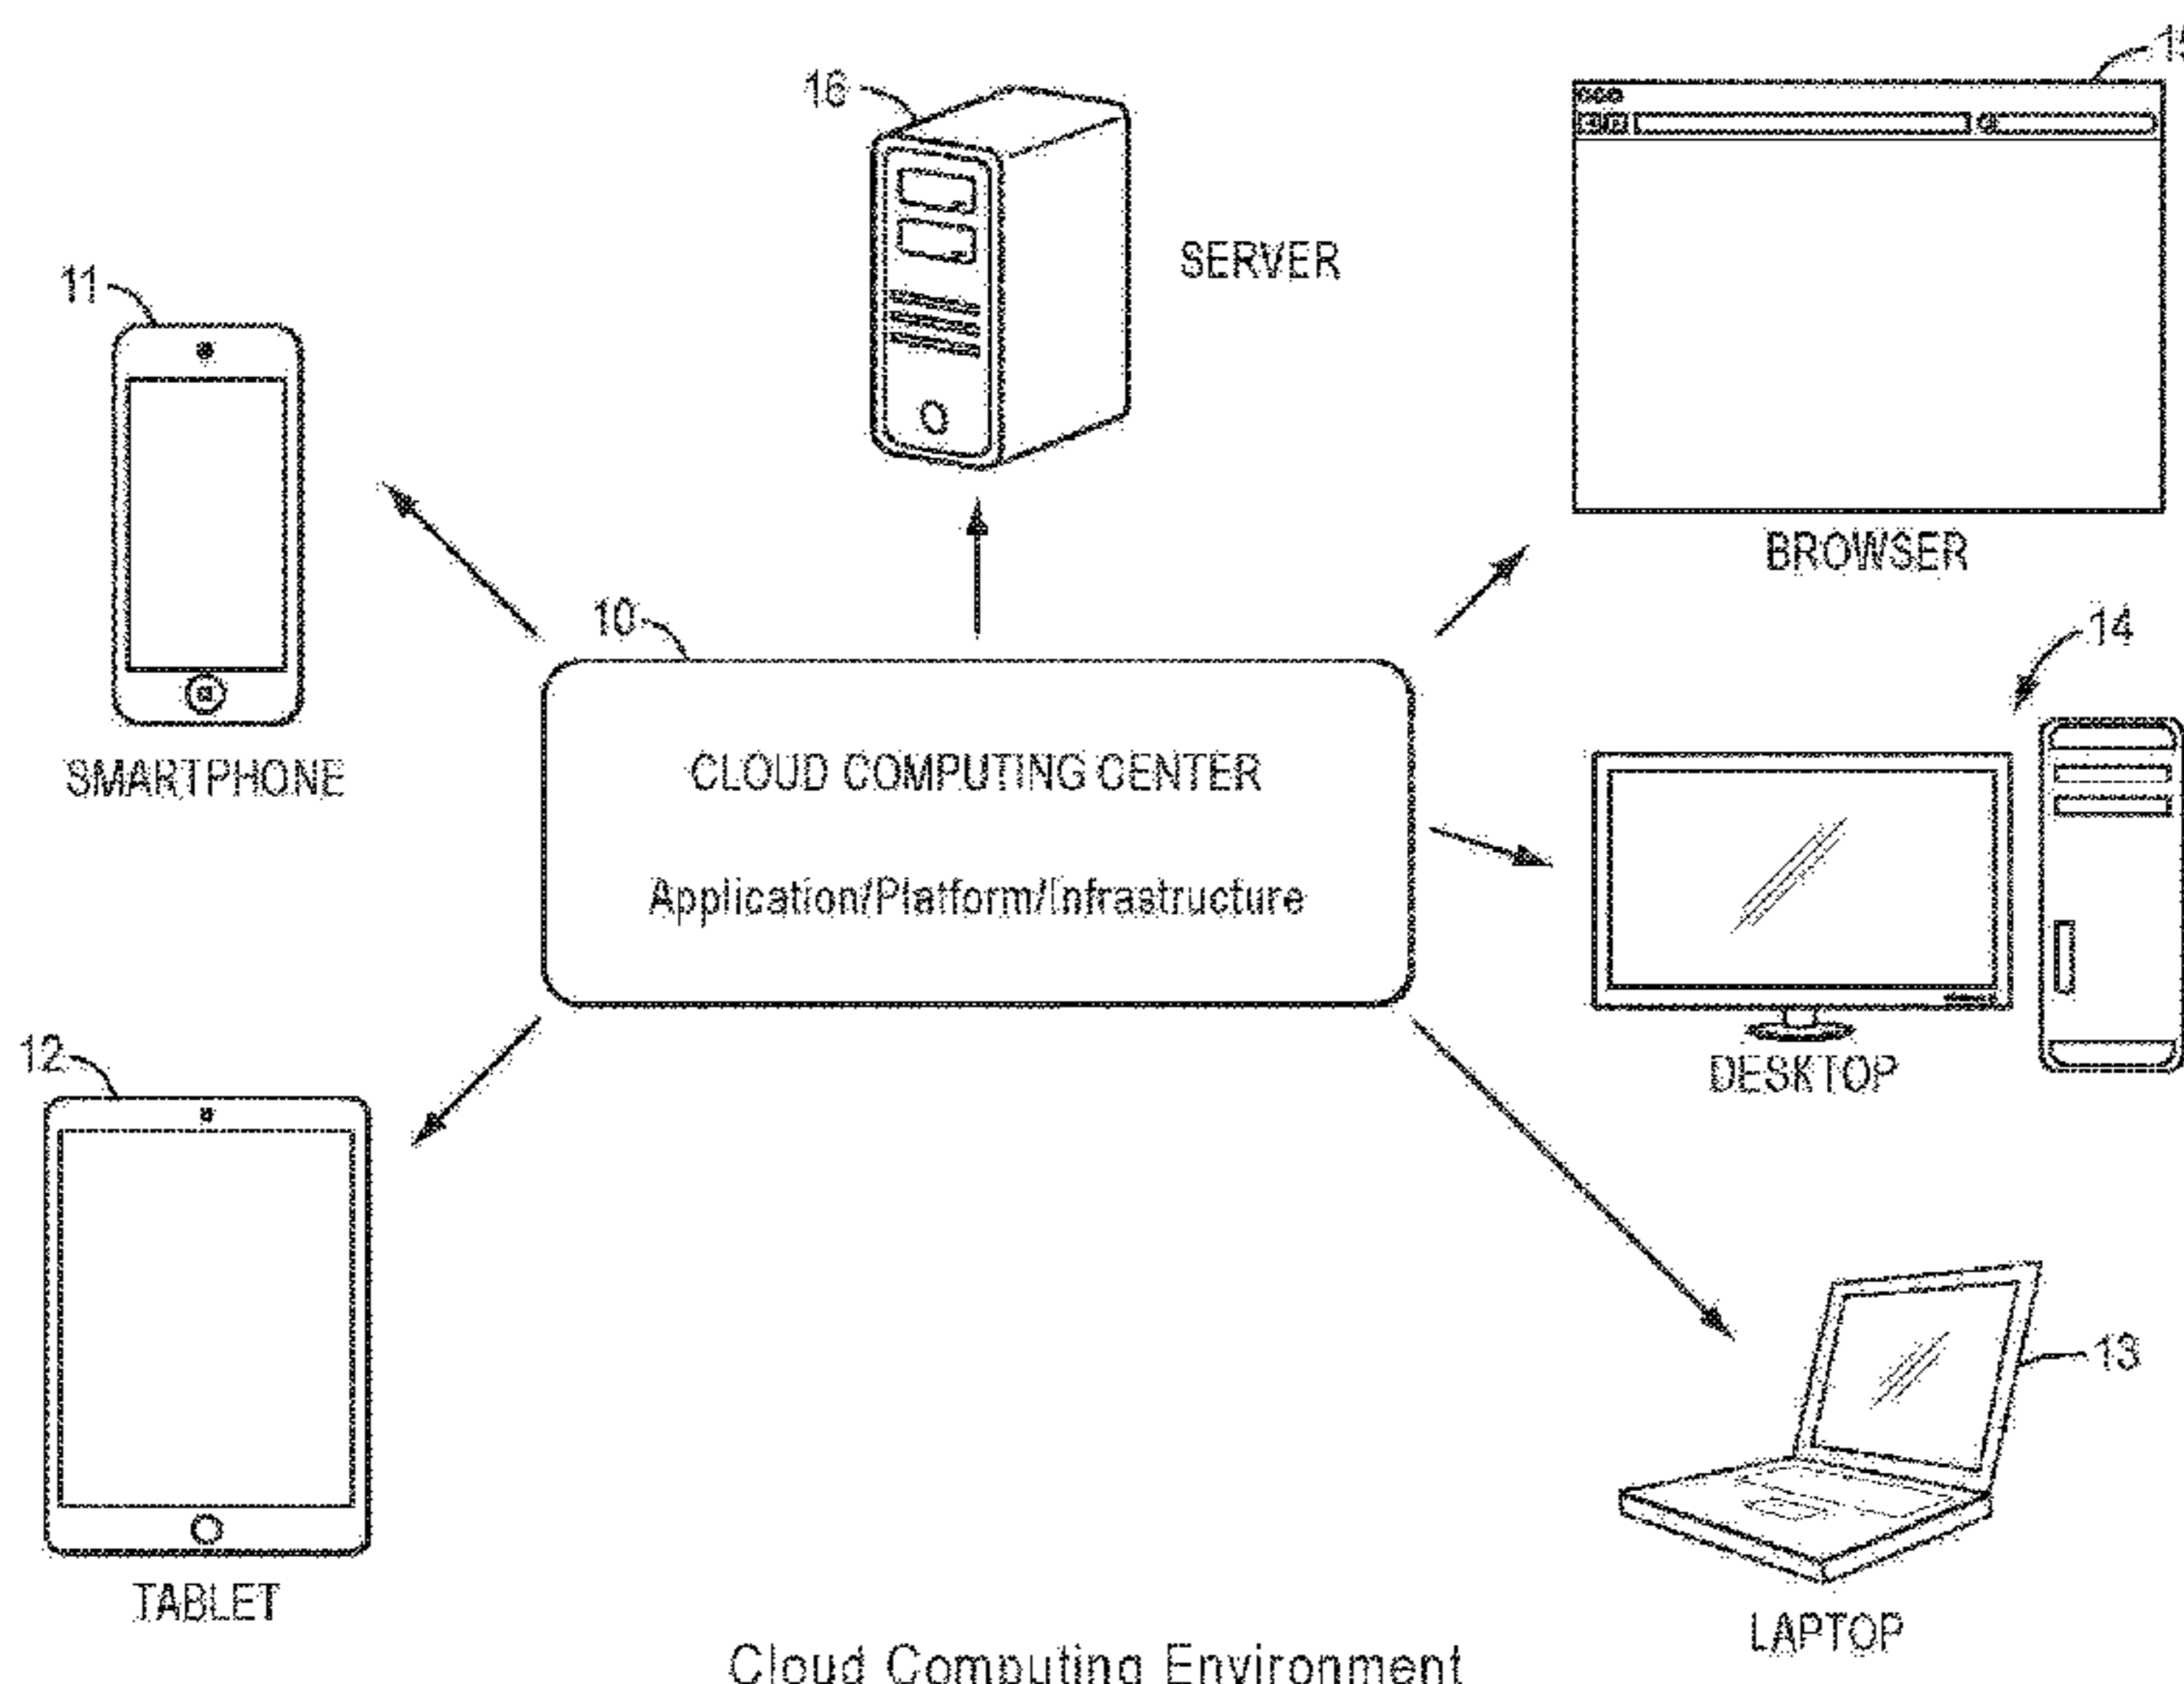 16
SERVER
11
SMARTPHONE
BROWSER
10
CLOUD COMPUTING CENTER
Application/Platform/Infrastructure
14
DESKTOP
12
TABLET
13
LAPTOP
Cloud Computing Environment